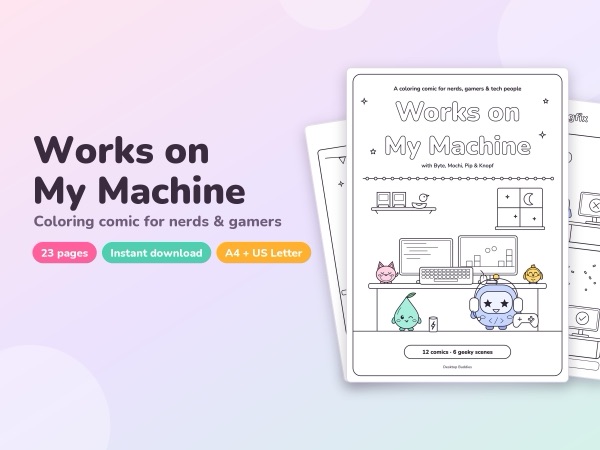 Works on
My Machine
Coloring comic for nerds & gamers
23 pages
Instant download
A4 + US Letter
A coloring comic for nerds, gamers & tech people
Works on
My Machine
with Byte, Mochi, Pip & Knopf
12 comics · 6 geeky scenes
Desktop Buddies